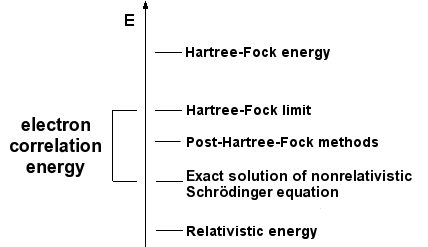 E
Hartree-Fock energy
electron
correlation
energy
Hartree-Fock limit
Post-Hartree-Fock methods
Exact solution of nonrelativistic
Schrödinger equation
Relativistic energy